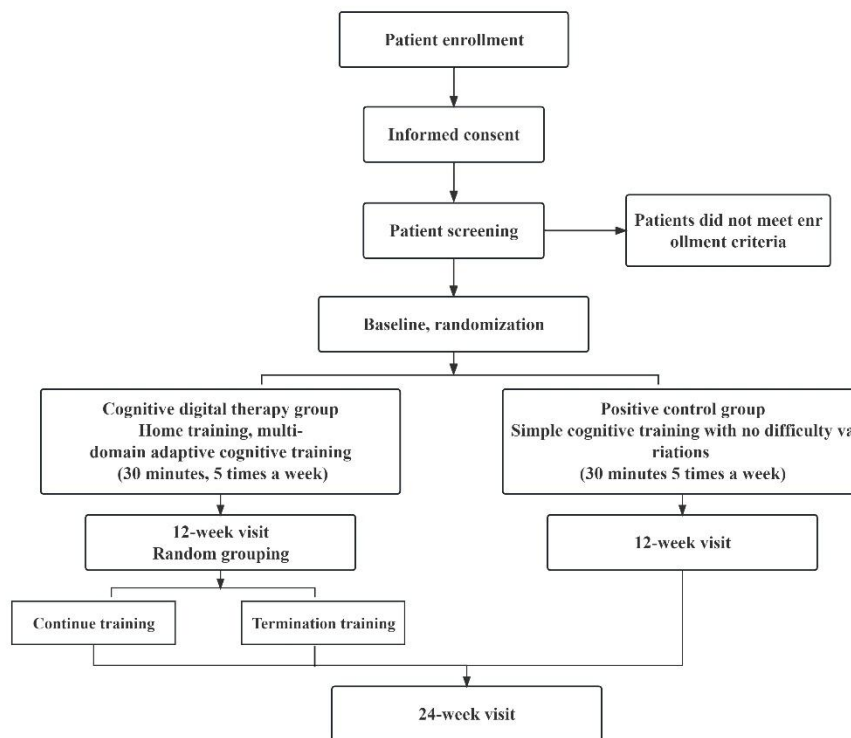 Patient enrollment
Informed consent
Patient screening
Patients did not meet enr
ollment criteria
Baseline, randomization
Cognitive digital therapy group
Home training, multi-
domain adaptive cognitive training
(30 minutes, 5 times a week)
Positive control group
Simple cognitive training with no difficulty va
riations
(30 minutes 5 times a week)
12-week visit
Random grouping
12-week visit
Continue training
Termination training
24-week visit